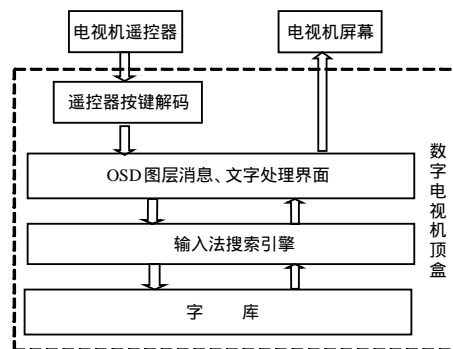 电视机遥控器
电视机屏幕
遥控器按键解码
OSD图层消息、文字处理界面
输入法搜索引擎
字 库
数字电视机顶盒